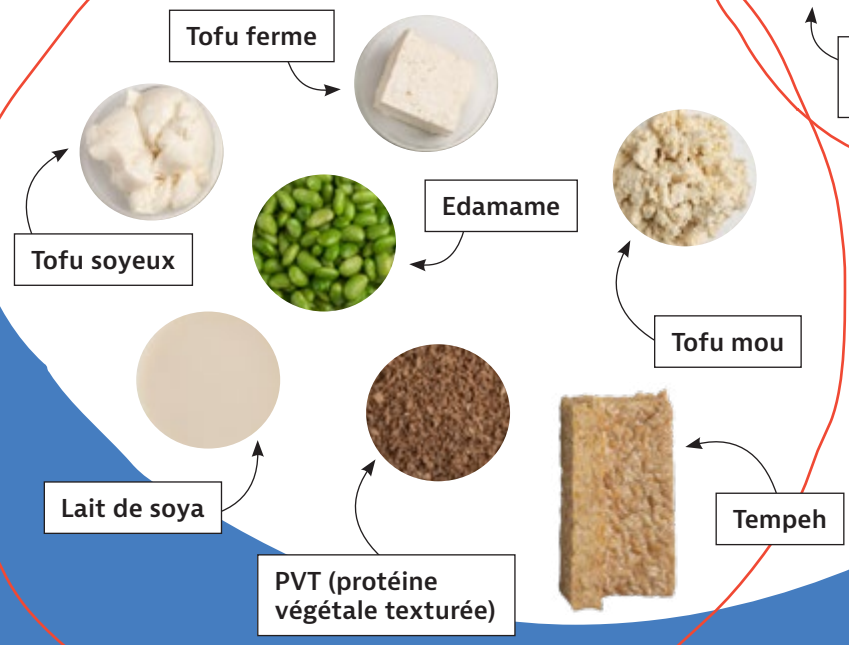 Tofu ferme
Tofu soyeux
Edamame
Tofu mou
Lait de soya
PVT (protéine
végétale texturée)
Tempeh